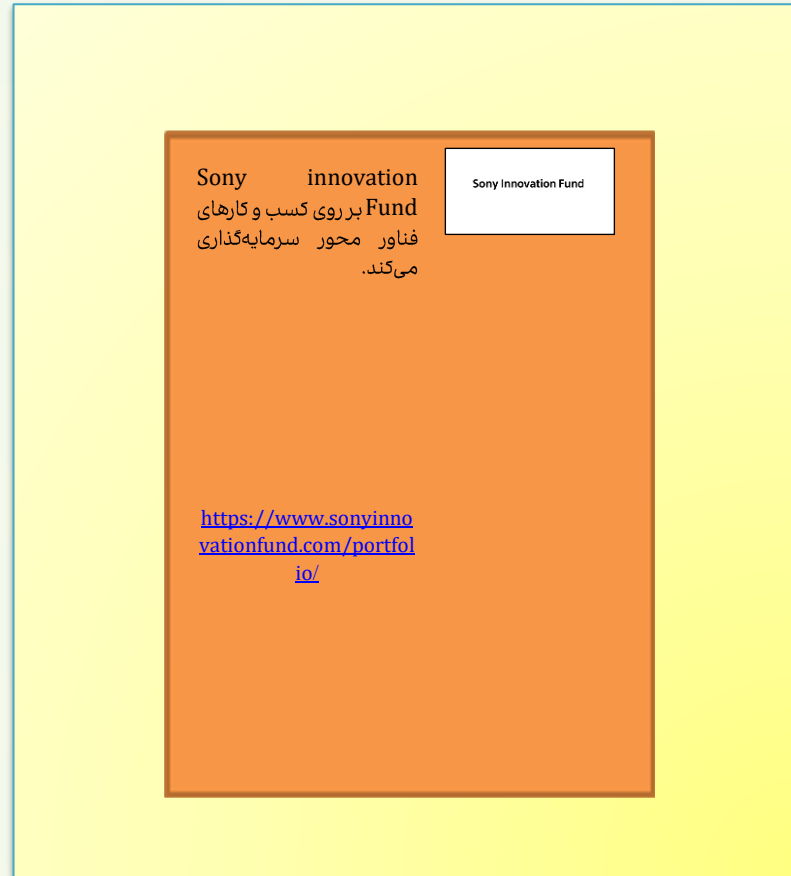 Sony Innovation Fund
Sony innovation
Fund بر روی کسب و کارهای
فناور محور سرمایه‌گذاری
می‌کند.
https://www.sonyinno
vationfund.com/portfol
io/